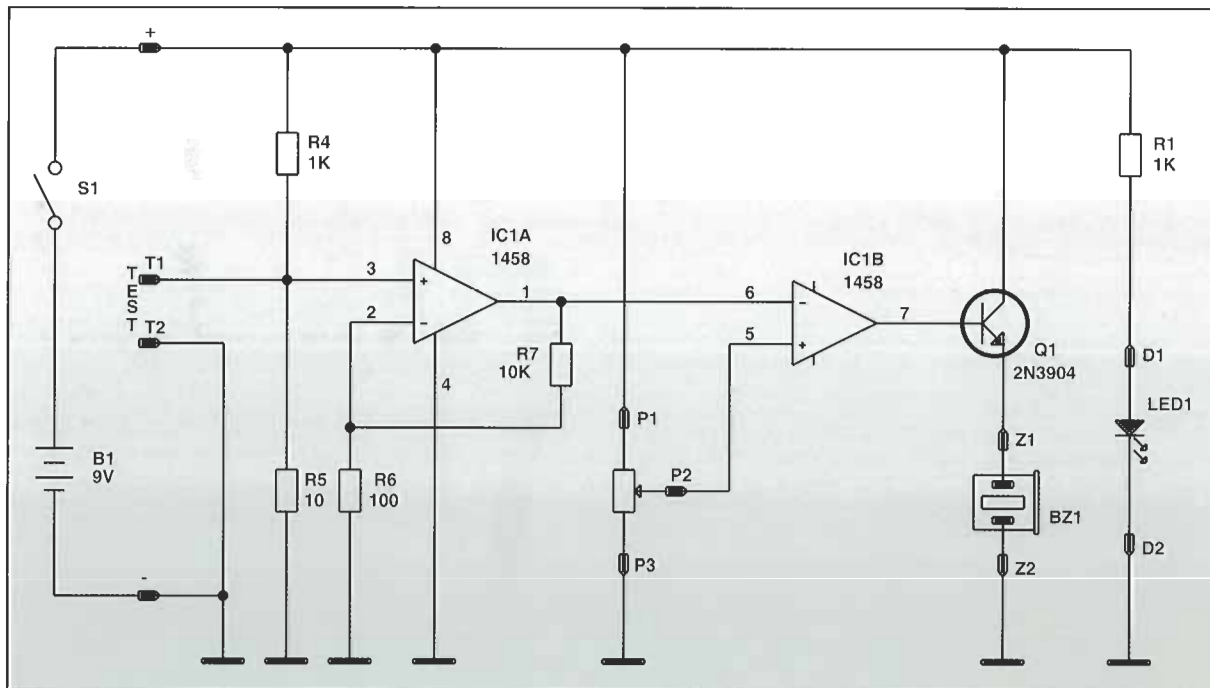 +
R4
1K
R1
1K
S1
8
IC1A
1458
T1
TEST
T2
3
+
2
-
1
4
R7
10K
IC1B
1458
6
-
5
+
7
Q1
2N3904
D1
LED1
P1
P2
P3
Z1
BZ1
Z2
D2
B1
9V
R5
10
R6
100
-